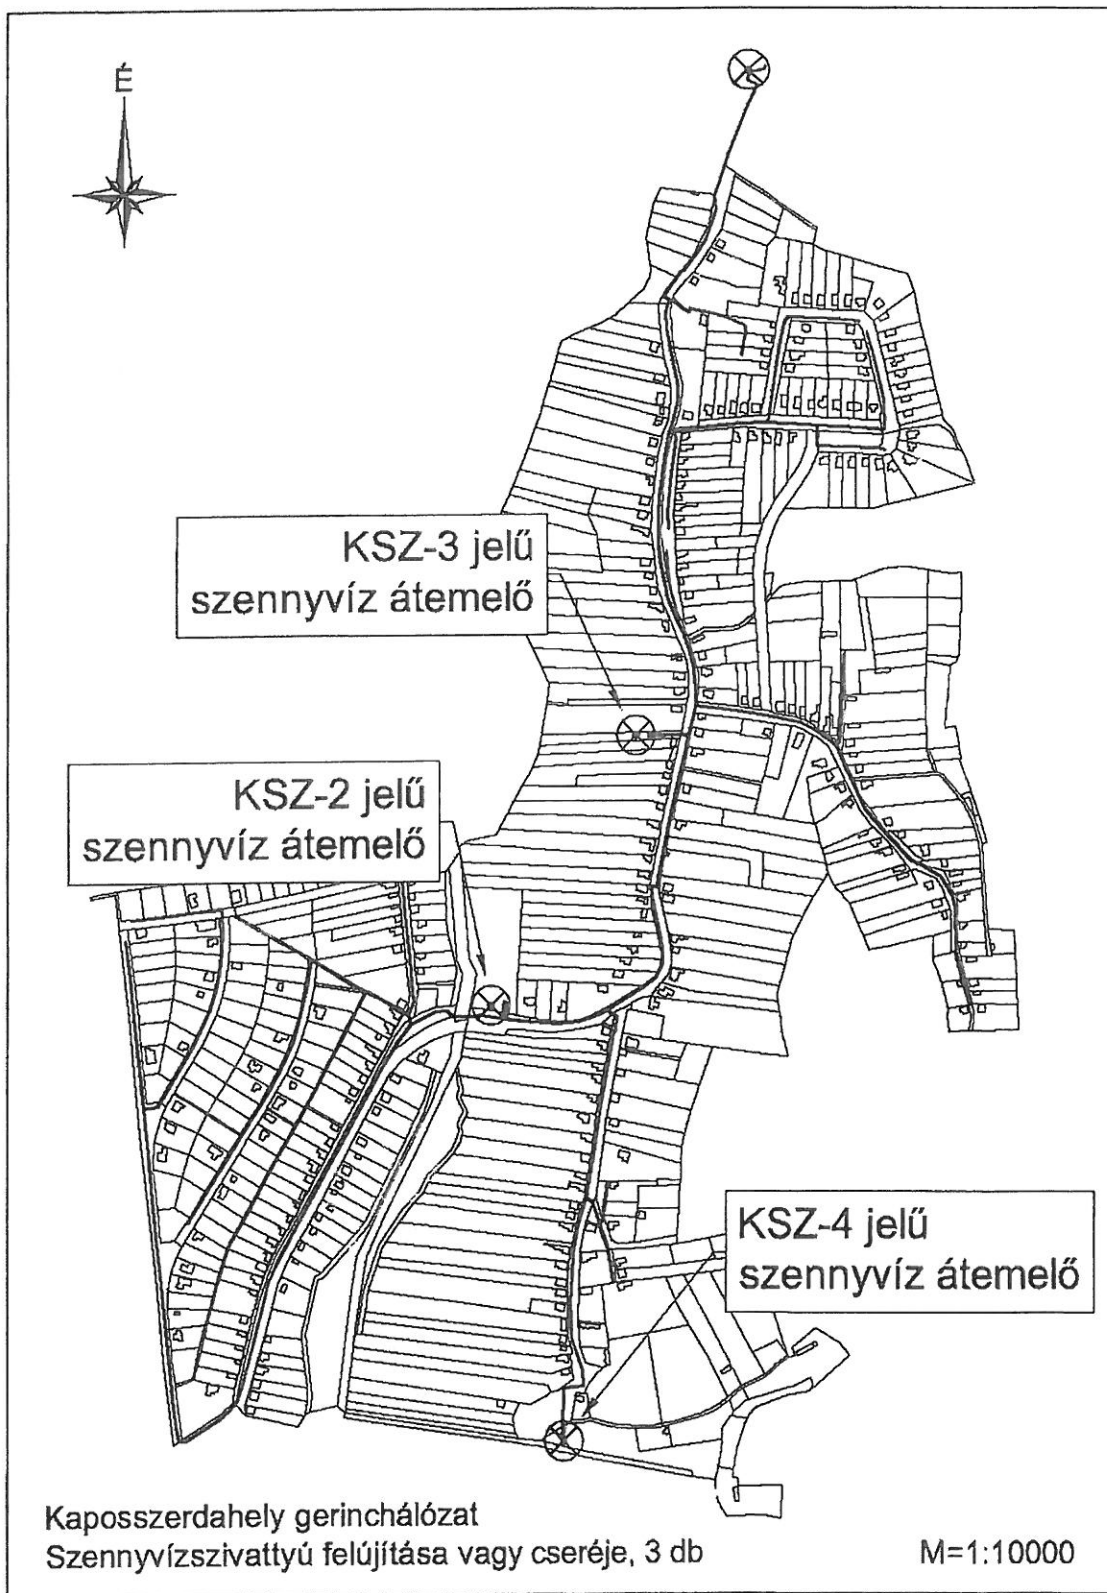 É
KSZ-3 jelű
szennyvíz átemelő
KSZ-2 jelű
szennyvíz átemelő
KSZ-4 jelű
szennyvíz átemelő
Kaposszerdahely gerinchálózat
Szennyvízszivattyú felújítása vagy cseréje, 3 db
M=1:10000